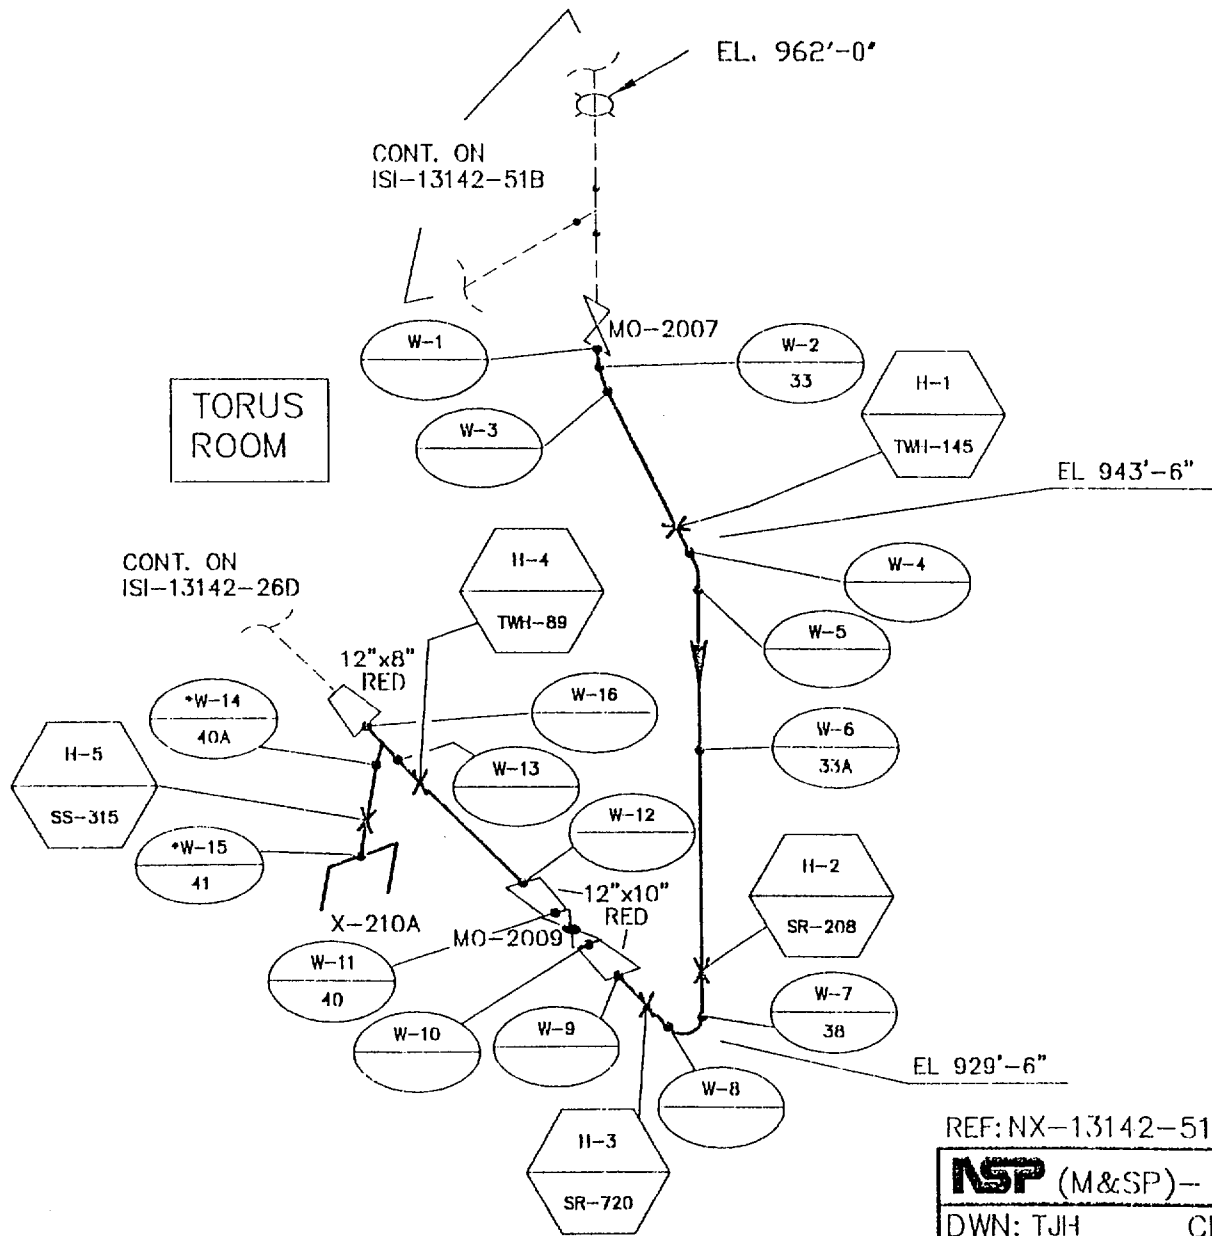 EL. 962'-0"
CONT. ON
ISI-13142-51B
MO-2007
W-1
W-2
33
H-1
TWH-145
TORUS
ROOM
W-3
EL 943'-6"
CONT. ON
ISI-13142-26D
H-4
TWH-89
W-4
W-5
12"x8"
RED
*W-14
40A
W-16
W-6
33A
H-5
SS-315
W-13
W-12
*W-15
41
H-2
SR-208
12"x10"
RED
X-210A
MO-2009
W-11
40
W-10
W-9
W-7
38
EL 929'-6"
W-8
H-3
SR-720
REF: NX-13142-51
NSP (M&SP)-
DWN: TJH